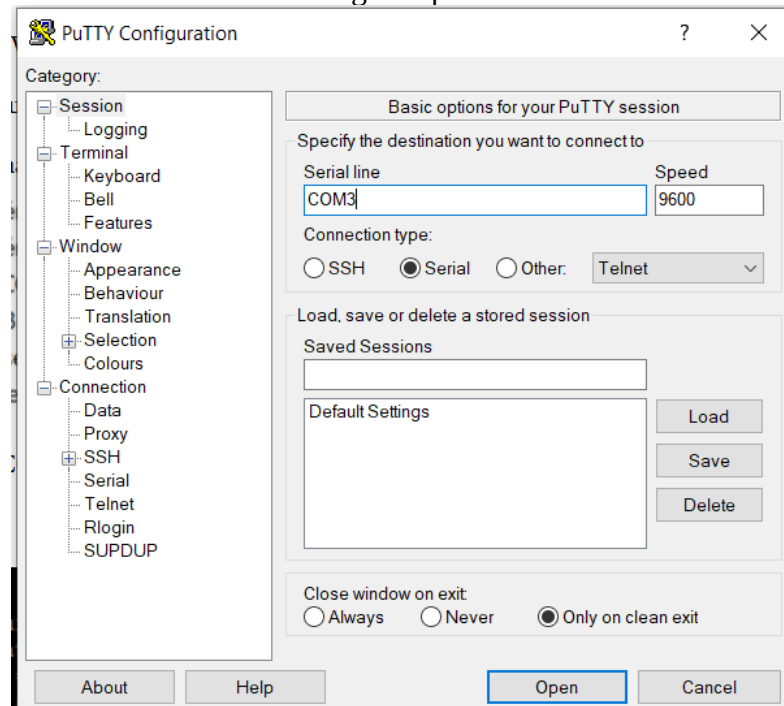 PuTTY Configuration
?
Category:
Session
Logging
Terminal
Keyboard
Bell
Features
Window
Appearance
Behaviour
Translation
Selection
Colours
Connection
Data
Proxy
SSH
Serial
Telnet
Rlogin
SUPDUP
Basic options for your PuTTY session
Specify the destination you want to connect to
Serial line Speed
COM3 9600
Connection type:
SSH Serial Other: Telnet
Load, save or delete a stored session
Saved Sessions
Default Settings
Load
Save
Delete
Close window on exit:
Always Never Only on clean exit
About Help Open Cancel